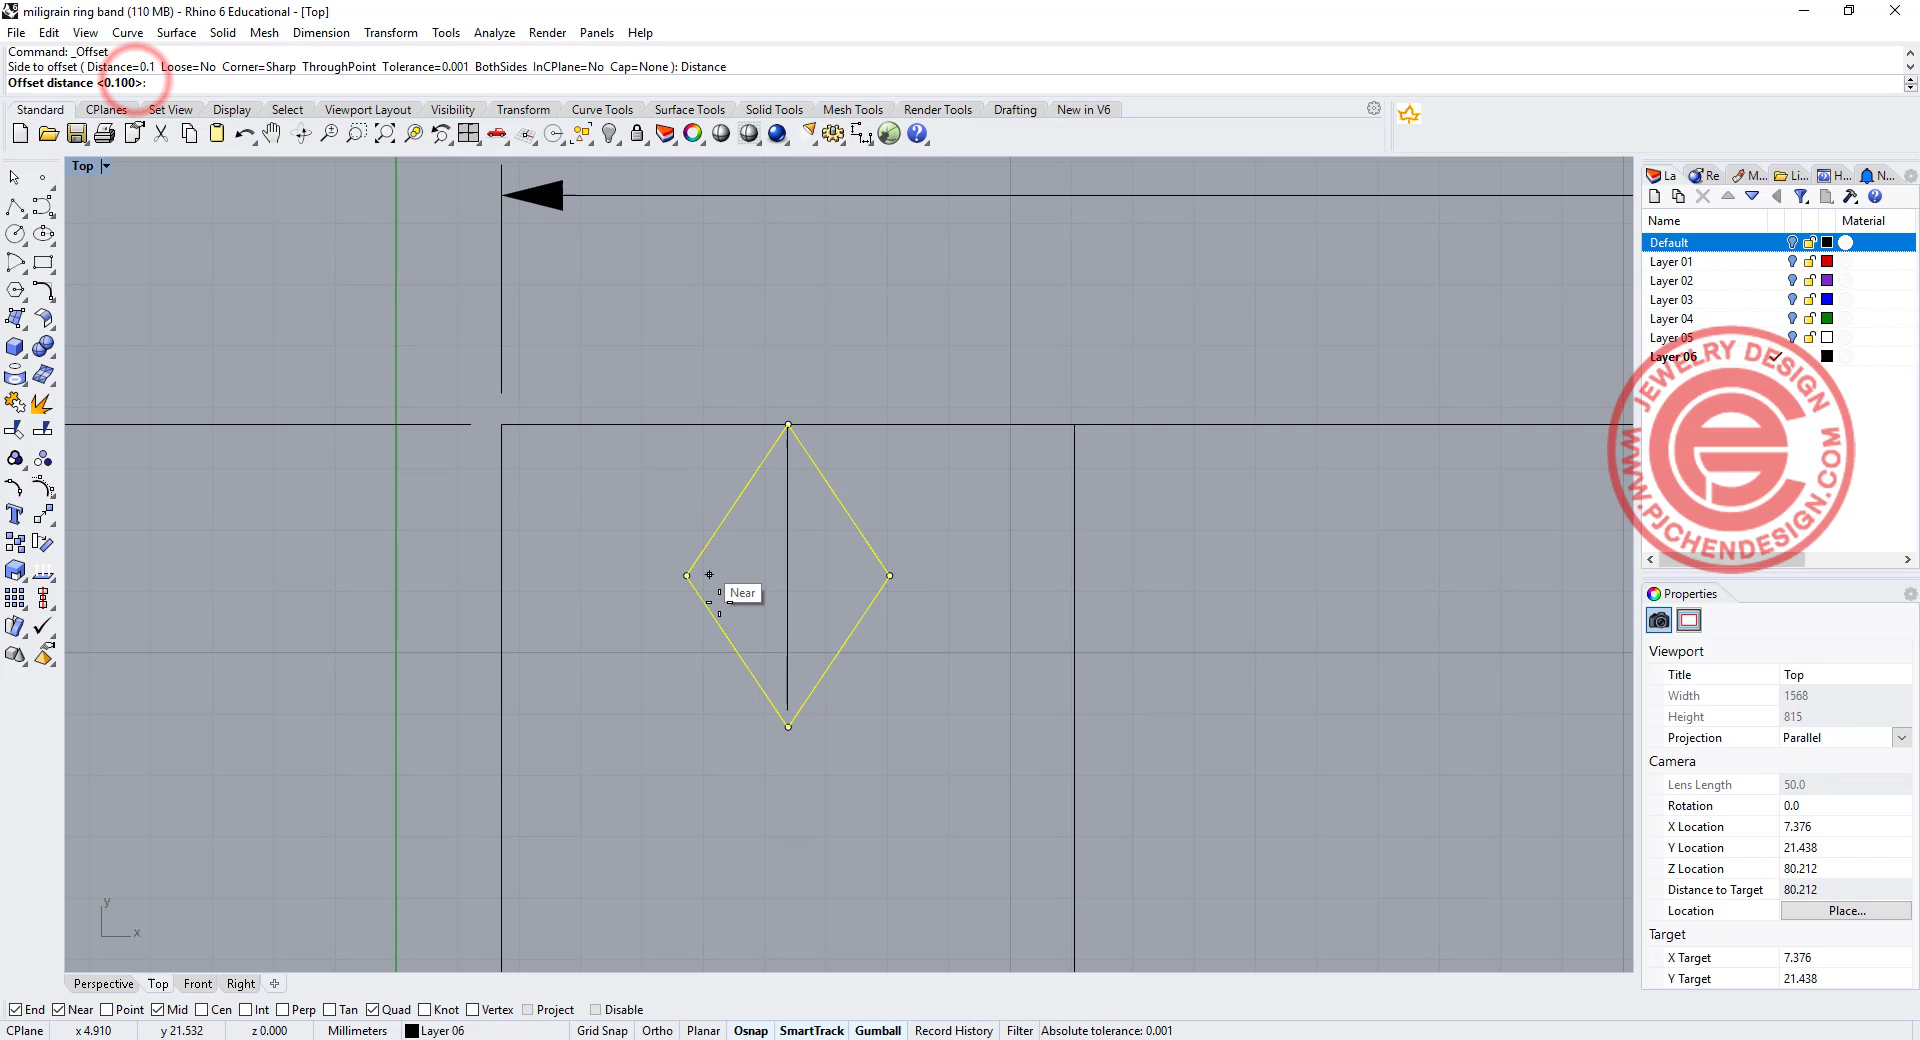 miligrain ring band (110 MB) - Rhino 6 Educational - [Top]
File Edit View Curve Surface Solid Mesh Dimension Transform Tools Analyze Render Panels Help
Command: _Offset
Side to offset ( Distance=0.1 Loose=No Corner=Sharp ThroughPoint Tolerance=0.001 BothSides InCPlane=No Cap=None ): Distance
Offset distance <0.100>:
Standard CPlanes Set View Display Select Viewport Layout Visibility Transform Curve Tools Surface Tools Solid Tools Mesh Tools Render Tools Drafting New in V6
Top
La Re M... Li... H... N...
Name Material
Default
Layer 01
Layer 02
Layer 03
Layer 04
Layer 05
Layer 06
JEWELRY DESIGN
WWW.PJCHENDESIGN.COM
Near
Properties
Viewport
Title Top
Width 1568
Height 815
Projection Parallel
Camera
Lens Length 50.0
Rotation 0.0
X Location 7.376
Y Location 21.438
Z Location 80.212
Distance to Target 80.212
Location Place...
Target
X Target 7.376
Y Target 21.438
y
x
Perspective Top Front Right
End Near Point Mid Cen Int Perp Tan Quad Knot Vertex Project Disable
CPlane x 4.910 y 21.532 z 0.000 Millimeters Layer 06 Grid Snap Ortho Planar Osnap SmartTrack Gumball Record History Filter Absolute tolerance: 0.001